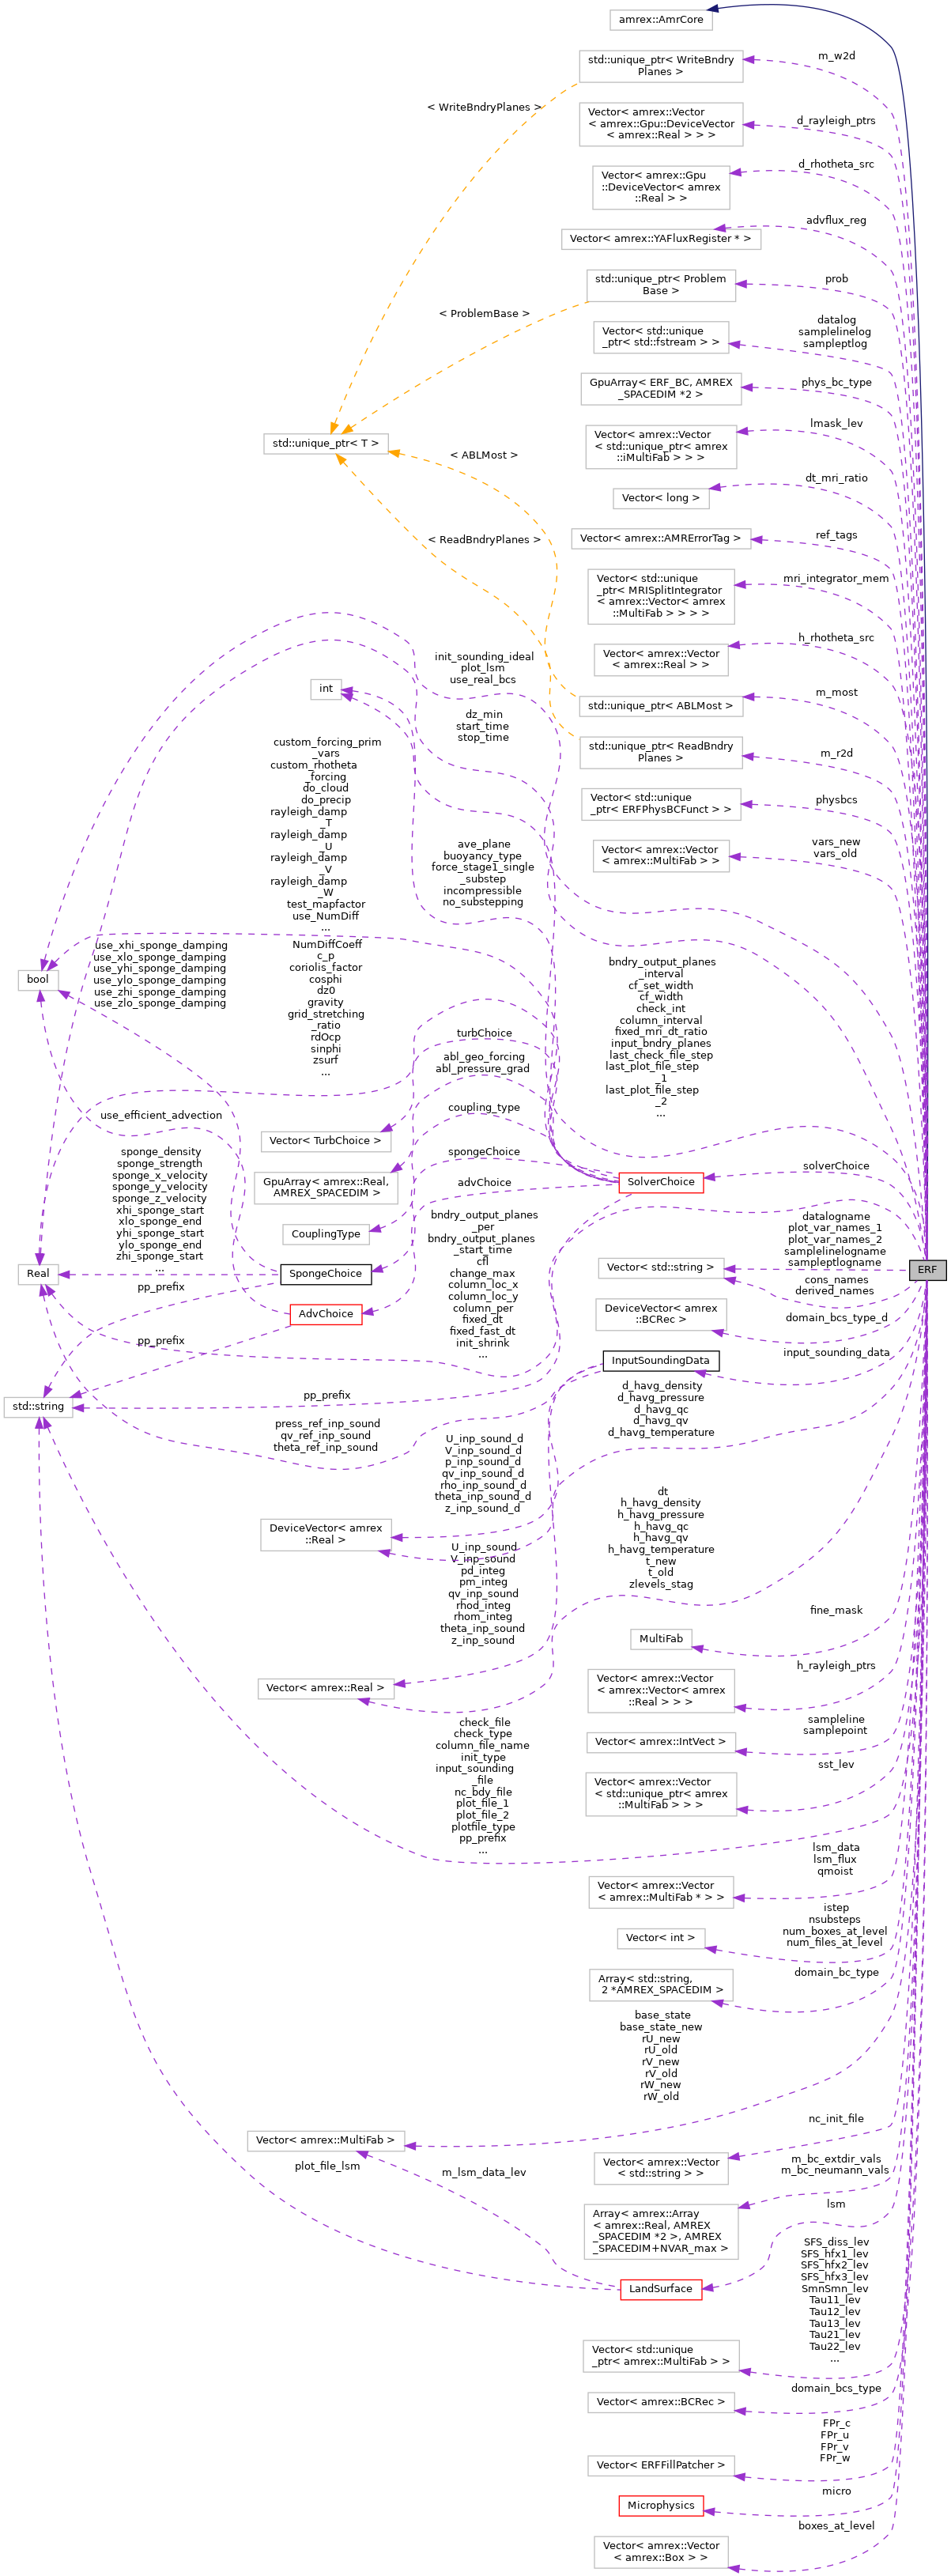 amrex::AmrCore
std::unique_ptr< WriteBndry
Planes >
m_w2d
< WriteBndryPlanes >
Vector< amrex::Vector
< amrex::Gpu::DeviceVector
< amrex::Real > > >
d_rayleigh_ptrs
Vector< amrex::Gpu
::DeviceVector< amrex
::Real > >
d_rhotheta_src
Vector< amrex::YAFluxRegister * >
advflux_reg
std::unique_ptr< Problem
Base >
prob
< ProblemBase >
Vector< std::unique
_ptr< std::fstream > >
datalog
samplelinelog
sampleptlog
GpuArray< ERF_BC, AMREX
_SPACEDIM *2 >
phys_bc_type
std::unique_ptr< T >
Vector< amrex::Vector
< std::unique_ptr< amrex
::iMultiFab > > >
lmask_lev
< ABLMost >
Vector< long >
dt_mri_ratio
Vector< amrex::AMRErrorTag >
ref_tags
< ReadBndryPlanes >
Vector< std::unique
_ptr< MRISplitIntegrator
< amrex::Vector< amrex
::MultiFab > > > >
mri_integrator_mem
Vector< amrex::Vector
< amrex::Real > >
h_rhotheta_src
std::unique_ptr< ABLMost >
m_most
std::unique_ptr< ReadBndry
Planes >
m_r2d
int
init_sounding_ideal
plot_lsm
use_real_bcs
dz_min
start_time
stop_time
Vector< std::unique
_ptr< ERFPhysBCFunct > >
physbcs
Vector< amrex::Vector
< amrex::MultiFab > >
vars_new
vars_old
custom_forcing_prim
_vars
custom_rhotheta
_forcing
do_cloud
do_precip
rayleigh_damp
_T
rayleigh_damp
_U
rayleigh_damp
_V
rayleigh_damp
_W
test_mapfactor
use_NumDiff
...
ave_plane
buoyancy_type
force_stage1_single
_substep
incompressible
no_substepping
bool
use_xhi_sponge_damping
use_xlo_sponge_damping
use_yhi_sponge_damping
use_ylo_sponge_damping
use_zhi_sponge_damping
use_zlo_sponge_damping
NumDiffCoeff
c_p
coriolis_factor
cosphi
dz0
gravity
grid_stretching
_ratio
rdOcp
sinphi
zsurf
...
bndry_output_planes
_interval
cf_set_width
cf_width
check_int
column_interval
fixed_mri_dt_ratio
input_bndry_planes
last_check_file_step
last_plot_file_step
_1
last_plot_file_step
_2
...
turbChoice
abl_geo_forcing
abl_pressure_grad
coupling_type
spongeChoice
advChoice
use_efficient_advection
Vector< TurbChoice >
GpuArray< amrex::Real,
AMREX_SPACEDIM >
CouplingType
SolverChoice
solverChoice
sponge_density
sponge_strength
sponge_x_velocity
sponge_y_velocity
sponge_z_velocity
xhi_sponge_start
xlo_sponge_end
yhi_sponge_start
ylo_sponge_end
zhi_sponge_start
...
Real
SpongeChoice
pp_prefix
AdvChoice
pp_prefix
bndry_output_planes
_per
bndry_output_planes
_start_time
cfl
change_max
column_loc_x
column_loc_y
column_per
fixed_dt
fixed_fast_dt
init_shrink
...
Vector< std::string >
datalogname
plot_var_names_1
plot_var_names_2
samplelinelogname
sampleptlogname
cons_names
derived_names
ERF
DeviceVector< amrex
::BCRec >
domain_bcs_type_d
InputSoundingData
input_sounding_data
std::string
pp_prefix
press_ref_inp_sound
qv_ref_inp_sound
theta_ref_inp_sound
d_havg_density
d_havg_pressure
d_havg_qc
d_havg_qv
d_havg_temperature
U_inp_sound_d
V_inp_sound_d
p_inp_sound_d
qv_inp_sound_d
rho_inp_sound_d
theta_inp_sound_d
z_inp_sound_d
DeviceVector< amrex
::Real >
U_inp_sound
V_inp_sound
pd_integ
pm_integ
qv_inp_sound
rhod_integ
rhom_integ
theta_inp_sound
z_inp_sound
dt
h_havg_density
h_havg_pressure
h_havg_qc
h_havg_qv
h_havg_temperature
t_new
t_old
zlevels_stag
Vector< amrex::Real >
MultiFab
fine_mask
Vector< amrex::Vector
< amrex::Vector< amrex
::Real > > >
h_rayleigh_ptrs
Vector< amrex::IntVect >
sampleline
samplepoint
check_file
check_type
column_file_name
init_type
input_sounding
_file
nc_bdy_file
plot_file_1
plot_file_2
plotfile_type
pp_prefix
...
Vector< amrex::Vector
< std::unique_ptr< amrex
::MultiFab > > >
sst_lev
Vector< amrex::Vector
< amrex::MultiFab * > >
lsm_data
lsm_flux
qmoist
Vector< int >
istep
nsubsteps
num_boxes_at_level
num_files_at_level
Array< std::string,
2 *AMREX_SPACEDIM >
domain_bc_type
base_state
base_state_new
rU_new
rU_old
rV_new
rV_old
rW_new
rW_old
Vector< amrex::MultiFab >
plot_file_lsm
m_lsm_data_lev
Vector< amrex::Vector
< std::string > >
nc_init_file
Array< amrex::Array
< amrex::Real, AMREX
_SPACEDIM *2 >, AMREX
_SPACEDIM+NVAR_max >
m_bc_extdir_vals
m_bc_neumann_vals
LandSurface
lsm
Vector< std::unique
_ptr< amrex::MultiFab > >
SFS_diss_lev
SFS_hfx1_lev
SFS_hfx2_lev
SFS_hfx3_lev
SmnSmn_lev
Tau11_lev
Tau12_lev
Tau13_lev
Tau21_lev
Tau22_lev
...
Vector< amrex::BCRec >
domain_bcs_type
Vector< ERFFillPatcher >
FPr_c
FPr_u
FPr_v
FPr_w
Microphysics
micro
Vector< amrex::Vector
< amrex::Box > >
boxes_at_level